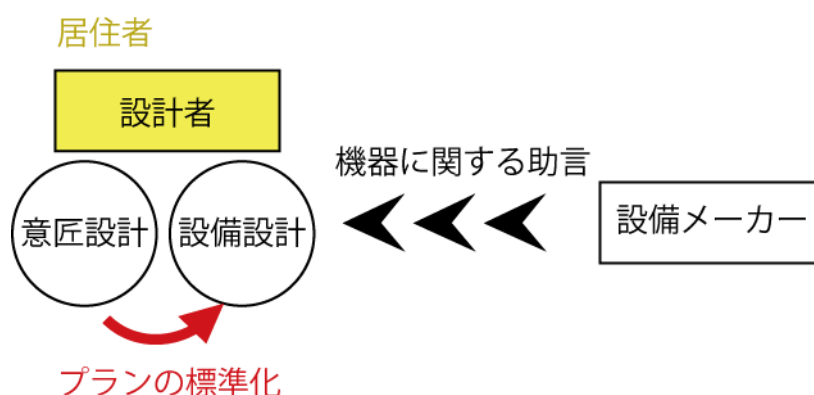 居住者
設計者
機器に関する助言
意匠設計
設備設計
設備メーカー
プランの標準化